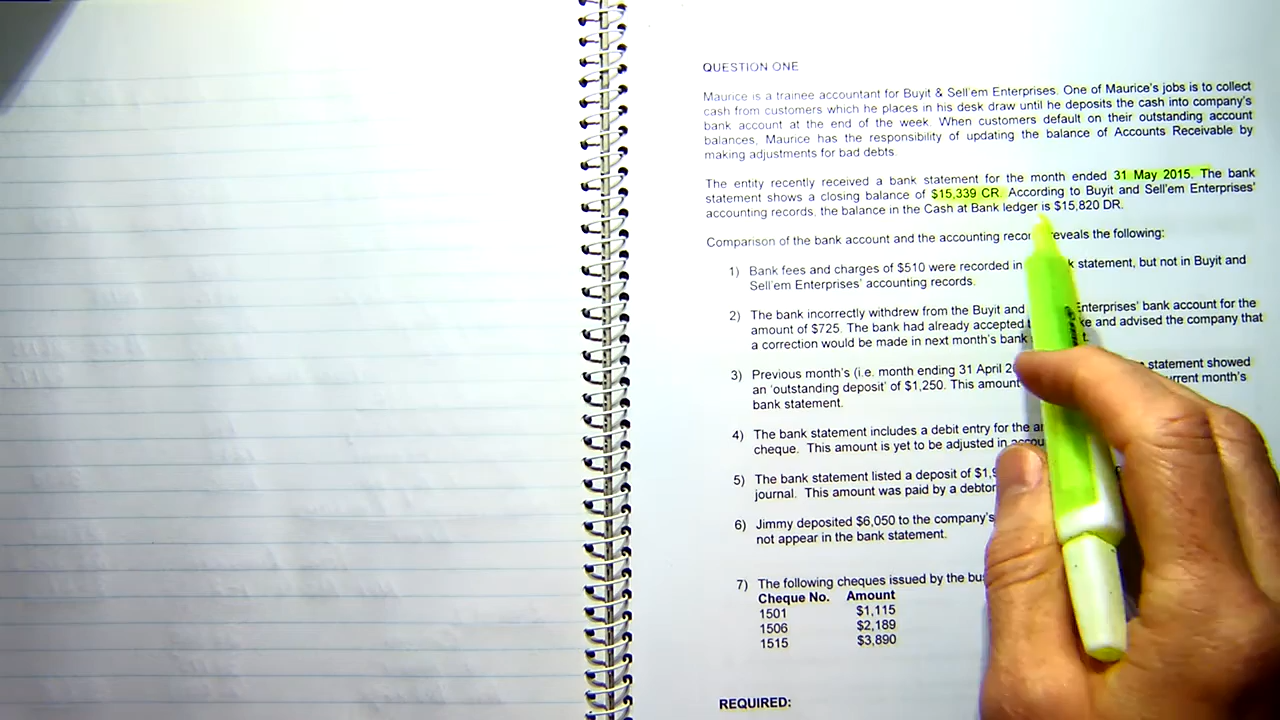 QUESTION ONE
Maurice is a trainee accountant for Buyit & Sell'em Enterprises. One of Maurice's jobs is to collect
cash from customers which he places in his desk draw until he deposits the cash into company's
bank account at the end of the week. When customers default on their outstanding account
balances, Maurice has the responsibility of updating the balance of Accounts Receivable by
making adjustments for bad debts.
The entity recently received a bank statement for the month ended 31 May 2015. The bank
statement shows a closing balance of $15,339 CR. According to Buyit and Sell'em Enterprises'
accounting records, the balance in the Cash at Bank ledger is $15,820 DR.
Comparison of the bank account and the accounting reveals the following:
1) Bank fees and charges of $510 were recorded in statement, but not in Buyit and
Sell'em Enterprises' accounting records.
2) The bank incorrectly withdrew from the Buyit and Enterprises' bank account for the
amount of $725. The bank had already accepted and advised the company that
a correction would be made in next month's bank
3) Previous month's (i.e. month ending 31 April statement showed
an 'outstanding deposit' of $1,250. This amount current month's
bank statement.
4) The bank statement includes a debit entry for the
cheque. This amount is yet to be adjusted in
5) The bank statement listed a deposit of
journal. This amount was paid by a debtor
6) Jimmy deposited $6,050 to the company's
not appear in the bank statement.
7) The following cheques issued by the
Cheque No. Amount
1501 $1,115
1506 $2,189
1515 $3,890
REQUIRED: